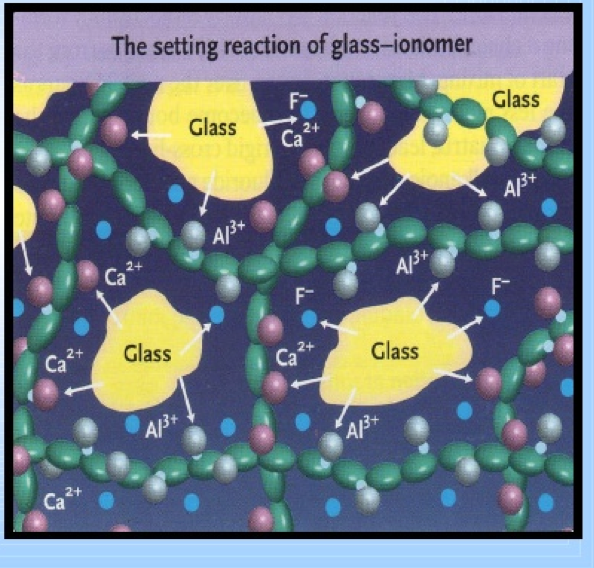 The setting reaction of glass–ionomer
Glass
F⁻
Ca²⁺
Glass
Al³⁺
Al³⁺
Ca²⁺
Al³⁺
F⁻
F⁻
Glass
Glass
Ca²⁺
Ca²⁺
Al³⁺
Al³⁺
Ca²⁺